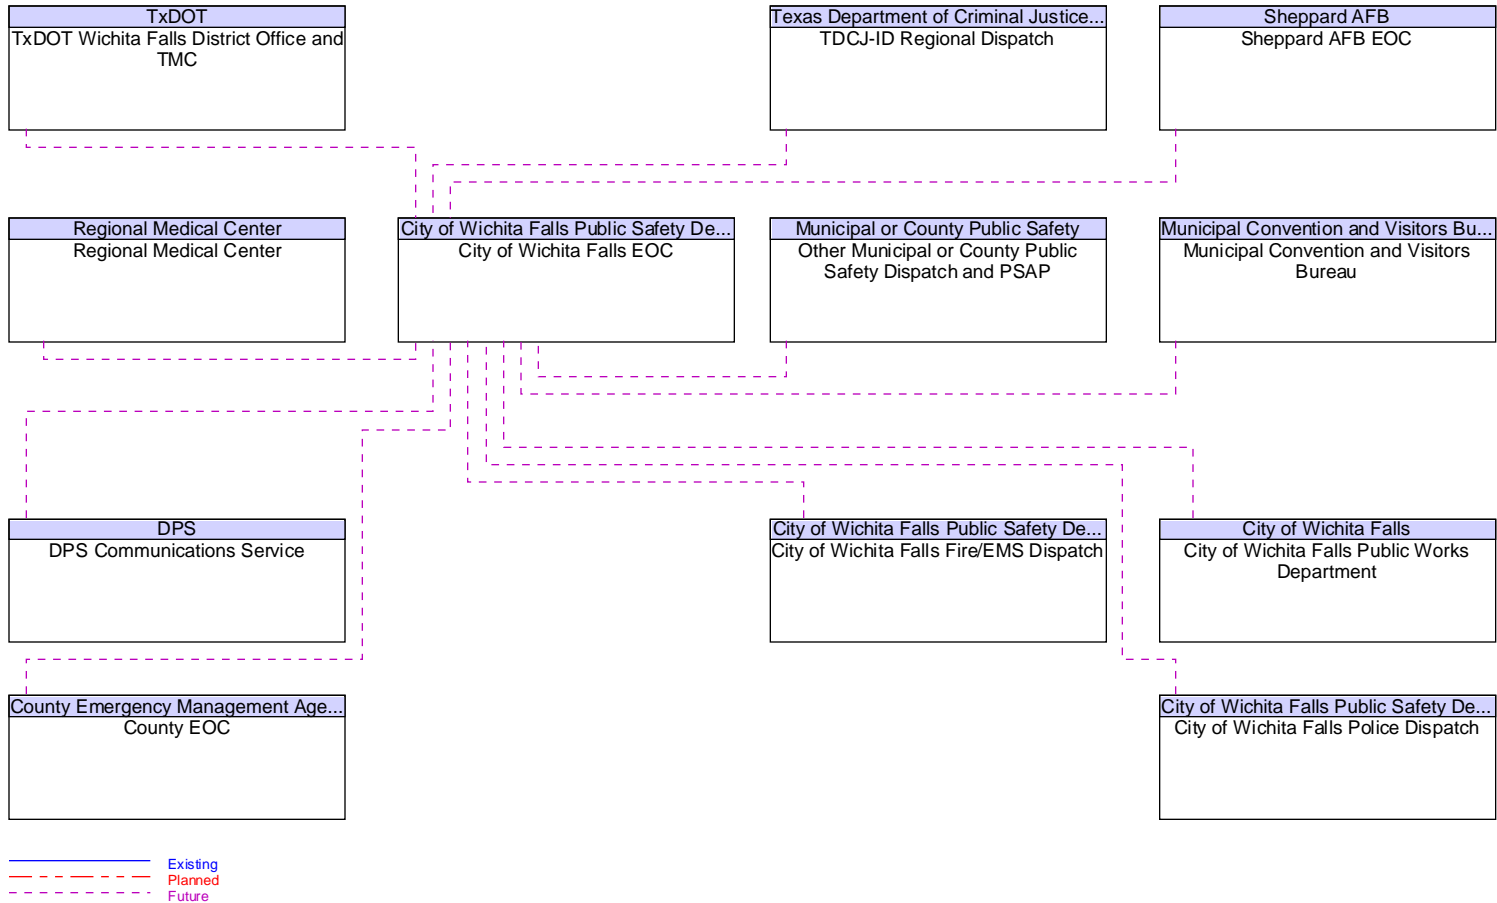 TxDOT
TxDOT Wichita Falls District Office and
TMC
Texas Department of Criminal Justice...
TDCJ-ID Regional Dispatch
Sheppard AFB
Sheppard AFB EOC
Regional Medical Center
Regional Medical Center
City of Wichita Falls Public Safety De...
City of Wichita Falls EOC
Municipal or County Public Safety
Other Municipal or County Public
Safety Dispatch and PSAP
Municipal Convention and Visitors Bu...
Municipal Convention and Visitors
Bureau
DPS
DPS Communications Service
City of Wichita Falls Public Safety De...
City of Wichita Falls Fire/EMS Dispatch
City of Wichita Falls
City of Wichita Falls Public Works
Department
County Emergency Management Age...
County EOC
City of Wichita Falls Public Safety De...
City of Wichita Falls Police Dispatch
Existing
Planned
Future